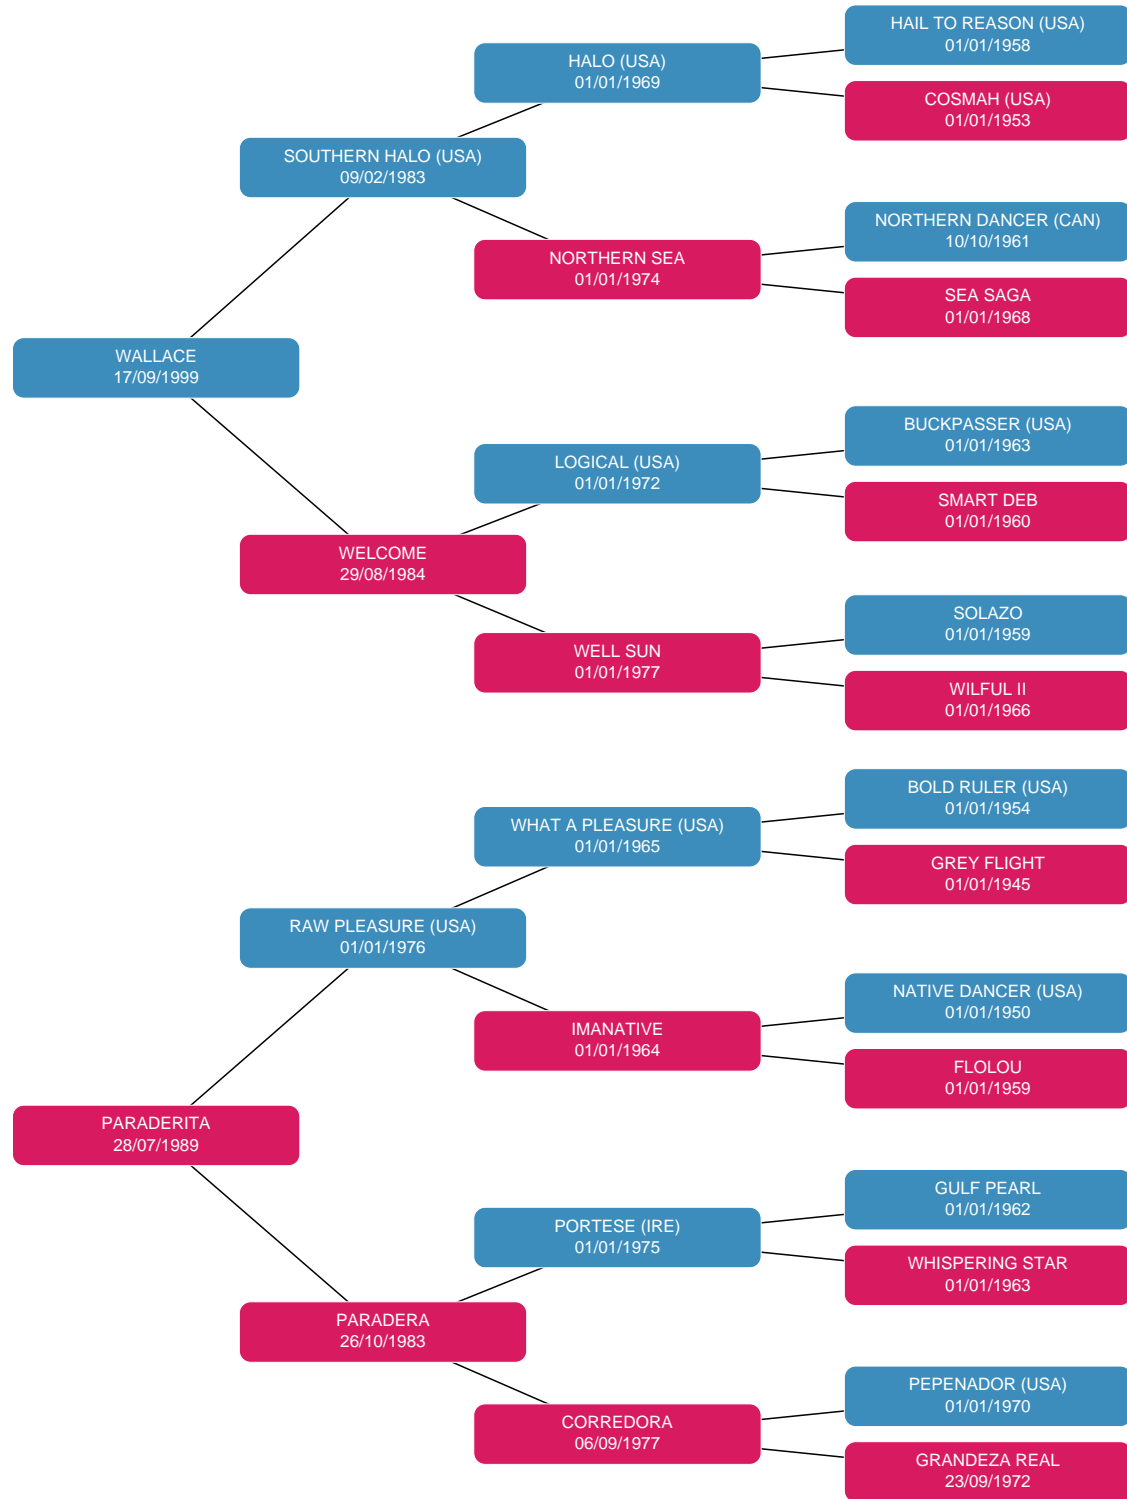 HAIL TO REASON (USA)
01/01/1958
HALO (USA)
01/01/1969
COSMAH (USA)
01/01/1953
SOUTHERN HALO (USA)
09/02/1983
NORTHERN DANCER (CAN)
10/10/1961
NORTHERN SEA
01/01/1974
SEA SAGA
01/01/1968
WALLACE
17/09/1999
BUCKPASSER (USA)
01/01/1963
LOGICAL (USA)
01/01/1972
SMART DEB
01/01/1960
WELCOME
29/08/1984
SOLAZO
01/01/1959
WELL SUN
01/01/1977
WILFUL II
01/01/1966
BOLD RULER (USA)
01/01/1954
WHAT A PLEASURE (USA)
01/01/1965
GREY FLIGHT
01/01/1945
RAW PLEASURE (USA)
01/01/1976
NATIVE DANCER (USA)
01/01/1950
IMANATIVE
01/01/1964
FLOLOU
01/01/1959
PARADERITA
28/07/1989
GULF PEARL
01/01/1962
PORTESE (IRE)
01/01/1975
WHISPERING STAR
01/01/1963
PARADERA
26/10/1983
PEPENADOR (USA)
01/01/1970
CORREDORA
06/09/1977
GRANDEZA REAL
23/09/1972